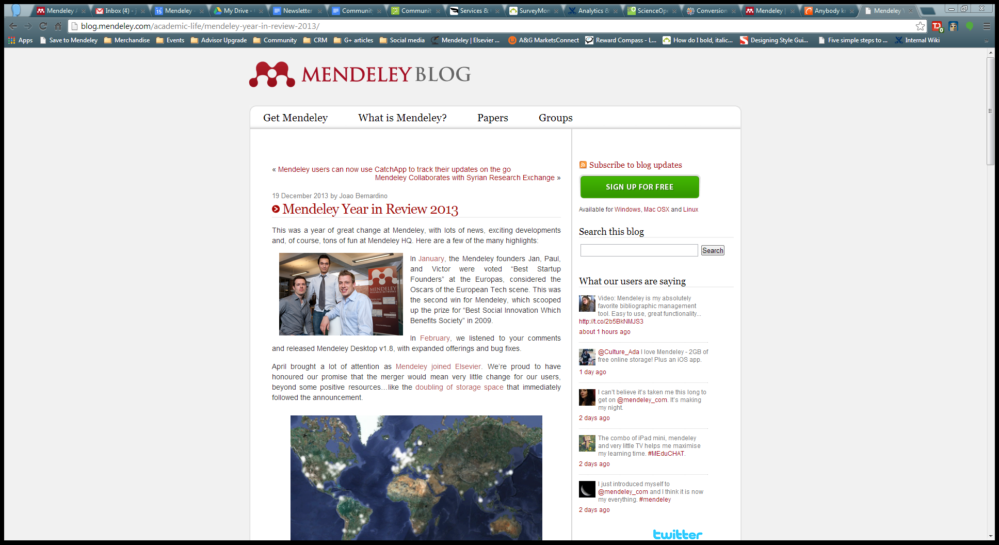 Mendeley
Inbox (4) -
Mendeley -
My Drive -
Newsletter
Community
Communit
Services &
SurveyMon
Analytics &
ScienceOpe
Conversion
Mendeley |
Anybody kn
Mendeley
blog.mendeley.com/academic-life/mendeley-year-in-review-2013/
Apps Save to Mendeley Merchandise Events Advisor Upgrade Community CRM G+ articles Social media Mendeley | Elsevier ... A&G MarketsConnect Reward Compass - L... How do I bold, italic... Designing Style Gui... Five simple steps to ... Internal Wiki »
MENDELEY BLOG
Get Mendeley What is Mendeley? Papers Groups
« Mendeley users can now use CatchApp to track their updates on the go
Mendeley Collaborates with Syrian Research Exchange »
19 December 2013 by Joao Bernardino
Mendeley Year in Review 2013
This was a year of great change at Mendeley, with lots of news, exciting developments
and, of course, tons of fun at Mendeley HQ. Here are a few of the many highlights:
MENDELEY
RESEARCH NETWORKS
In January, the Mendeley founders Jan, Paul,
and Victor were voted “Best Startup
Founders” at the Europas, considered the
Oscars of the European Tech scene. This was
the second win for Mendeley, which scooped
up the prize for “Best Social Innovation Which
Benefits Society” in 2009.
In February, we listened to your comments
and released Mendeley Desktop v1.8, with expanded offerings and bug fixes.
April brought a lot of attention as Mendeley joined Elsevier. We’re proud to have
honoured our promise that the merger would mean very little change for our users,
beyond some positive resources…like the doubling of storage space that immediately
followed the announcement.
Subscribe to blog updates
SIGN UP FOR FREE
Available for Windows, Mac OSX and Linux
Search this blog
Search
What our users are saying
Video: Mendeley is my absolutely
favorite bibliographic management
tool. Easy to use, great functionality...
http://t.co/2b5BkNMJS3
about 1 hours ago
@Culture_Ada I love Mendeley - 2GB of
free online storage! Plus an iOS app.
1 day ago
I can’t believe it’s taken me this long to
get on @mendeley_com. It’s making
my night.
2 days ago
The combo of iPad mini, mendeley
and very little TV helps me maximise
my learning time. #MEduCHAT.
2 days ago
I just introduced myself to
@mendeley_com and I think it is now
my everything. #mendeley
2 days ago
twitter